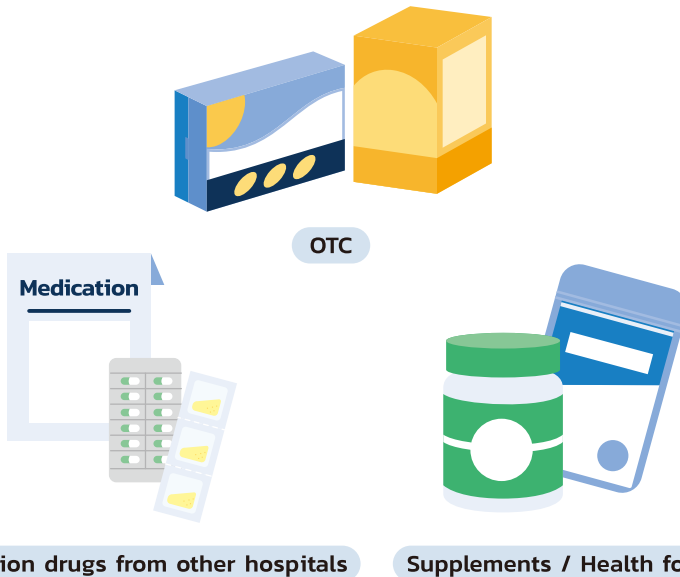 OTC
Medication
ion drugs from other hospitals
Supplements / Health fo